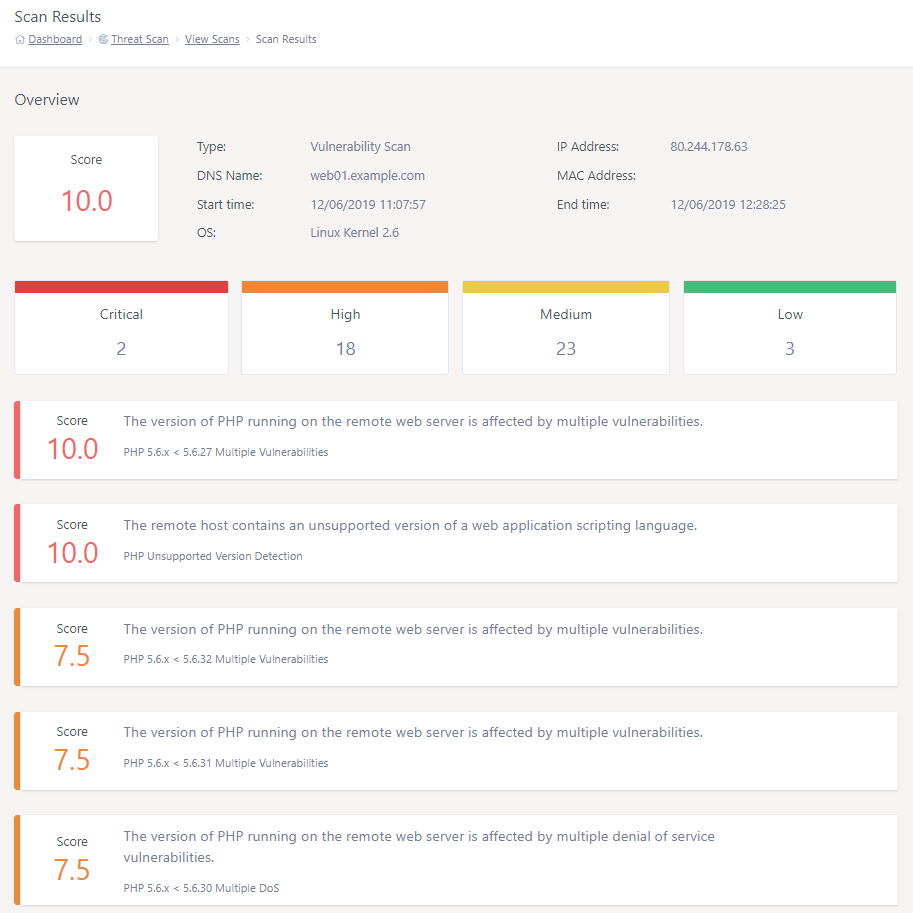 Scan Results
Dashboard > Threat Scan > View Scans > Scan Results
Overview
Score
10.0
Type: Vulnerability Scan
DNS Name: web01.example.com
Start time: 12/06/2019 11:07:57
OS: Linux Kernel 2.6
IP Address: 80.244.178.63
MAC Address:
End time: 12/06/2019 12:28:25
Critical
2
High
18
Medium
23
Low
3
Score
10.0
The version of PHP running on the remote web server is affected by multiple vulnerabilities.
PHP 5.6.x < 5.6.27 Multiple Vulnerabilities
Score
10.0
The remote host contains an unsupported version of a web application scripting language.
PHP Unsupported Version Detection
Score
7.5
The version of PHP running on the remote web server is affected by multiple vulnerabilities.
PHP 5.6.x < 5.6.32 Multiple Vulnerabilities
Score
7.5
The version of PHP running on the remote web server is affected by multiple vulnerabilities.
PHP 5.6.x < 5.6.31 Multiple Vulnerabilities
Score
7.5
The version of PHP running on the remote web server is affected by multiple denial of service
vulnerabilities.
PHP 5.6.x < 5.6.30 Multiple DoS